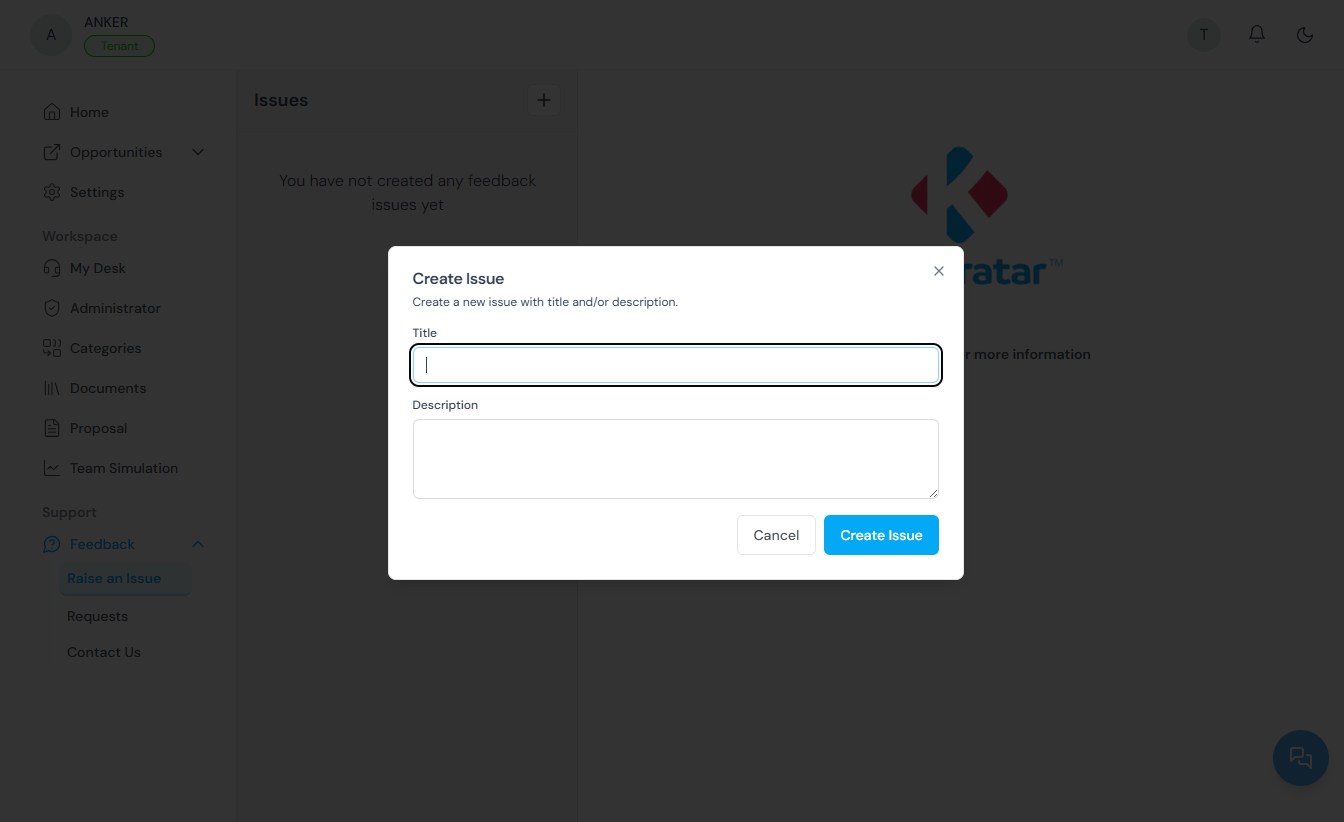 A
ANKER
Tenant
T
Home
Opportunities
Settings
Workspace
My Desk
Administrator
Categories
Documents
Proposal
Team Simulation
Support
Feedback
Raise an Issue
Requests
Contact Us
Issues
You have not created any feedback
issues yet
ratar™
more information
Create Issue
Create a new issue with title and/or description.
Title
Description
Cancel
Create Issue